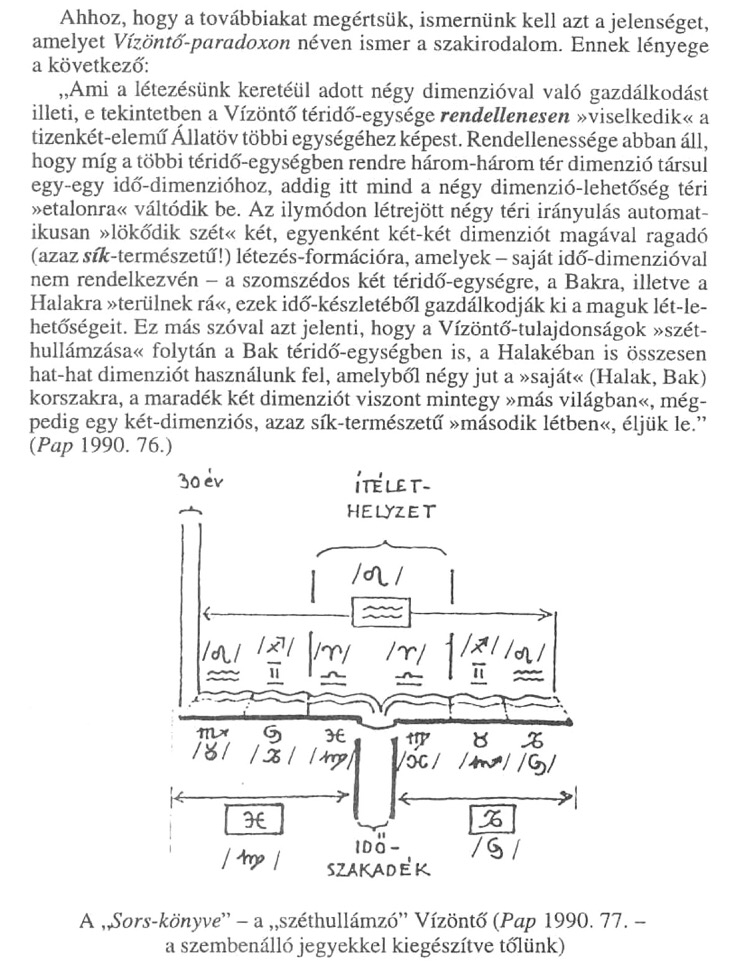 Ahhoz, hogy a továbbiakat megértsük, ismernünk kell azt a jelenséget,
amelyet Vízöntő-paradoxon néven ismer a szakirodalom. Ennek lényege
a következő:
„Ami a létezésünk keretéül adott négy dimenzióval való gazdálkodást
illeti, e tekintetben a Vízöntő téridő-egysége rendellenesen »viselkedik« a
tizenkét-elemű Állatöv többi egységéhez képest. Rendellenessége abban áll,
hogy míg a többi téridő-egységben rendre három-három tér dimenzió társul
egy-egy idő-dimenzióhoz, addig itt mind a négy dimenzió-lehetőség téri
»etalonra« váltódik be. Az ilymódon létrejött négy téri irányulás automat-
ikusan »lökődik szét« két, egyenként két-két dimenziót magával ragadó
(azaz sík-természetű!) létezés-formációra, amelyek – saját idő-dimenzióval
nem rendelkezvén – a szomszédos két téridő-egységre, a Bakra, illetve a
Halakra »terülnek rá«, ezek idő-készletéből gazdálkodják ki a maguk lét-le-
hetőségeit. Ez más szóval azt jelenti, hogy a Vízöntő-tulajdonságok »szét-
hullámzása« folytán a Bak téridő-egységben is, a Halakéban is összesen
hat-hat dimenziót használunk fel, amelyből négy jut a »saját« (Halak, Bak)
korszakra, a maradék két dimenziót viszont mintegy »más világban«, még-
pedig egy két-dimenziós, azaz sík-természetű »második létben«, éljük le.”
(Pap 1990. 76.)
30 év
ÍTÉLET-
HELYZET
/♌/
♒
/♌/ /♐/ /♈/ /♈/ /♐/ /♌/
♒ ♊ ♎ ♊ ♒
♏ ♋ ♓ ♍ ♉ ♑
/♉/ /♑/ /♍/ /♓/ /♏/ /♋/
♓ ♑
/♍/ /♋/
IDŐ-
SZAKADÉK
A „Sors-könyve” – a „széthullámzó” Vízöntő (Pap 1990. 77. –
a szembenálló jegyekkel kiegészítve tőlünk)